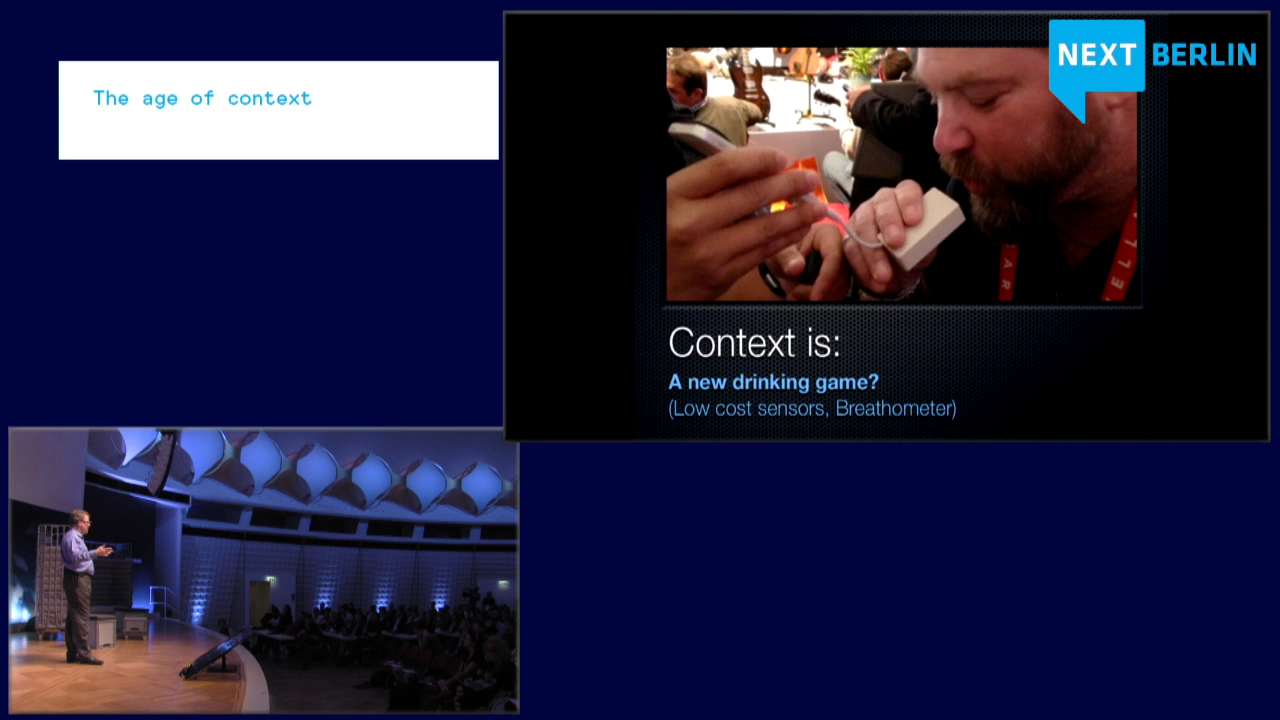 The age of context
NEXT BERLIN
Context is:
A new drinking game?
(Low cost sensors, Breathometer)